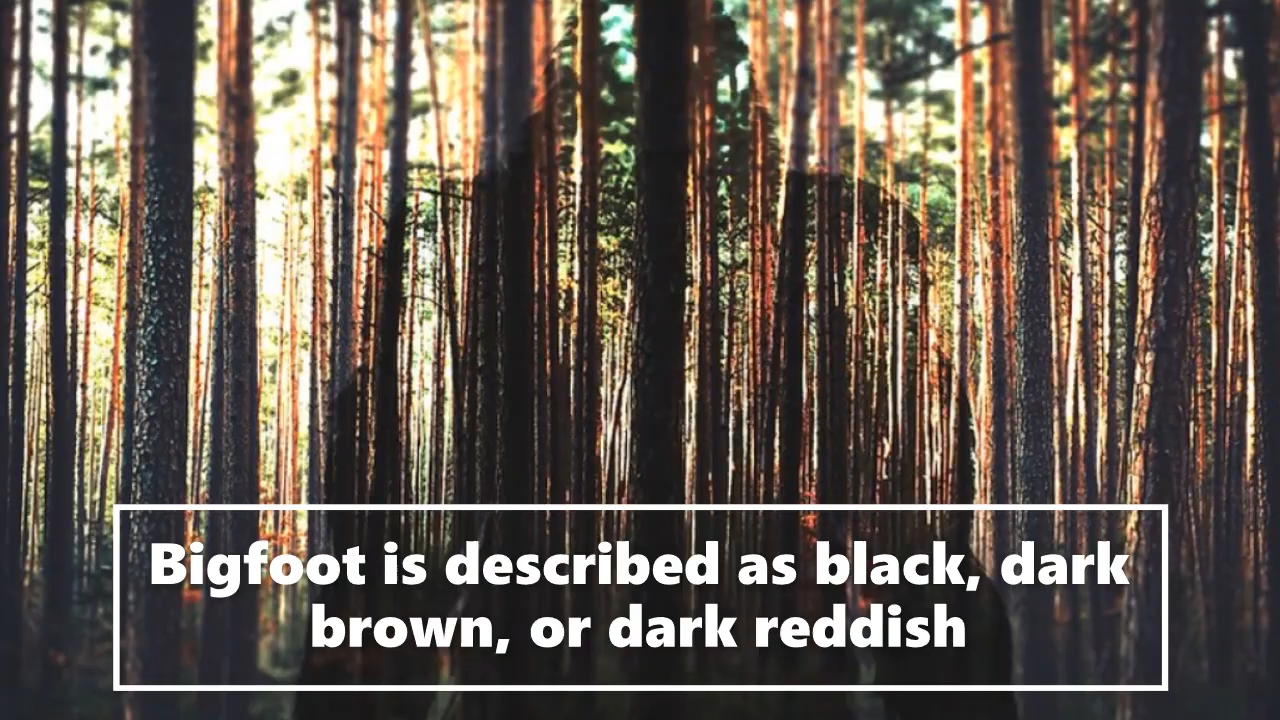 Bigfoot is described as black, dark
brown, or dark reddish